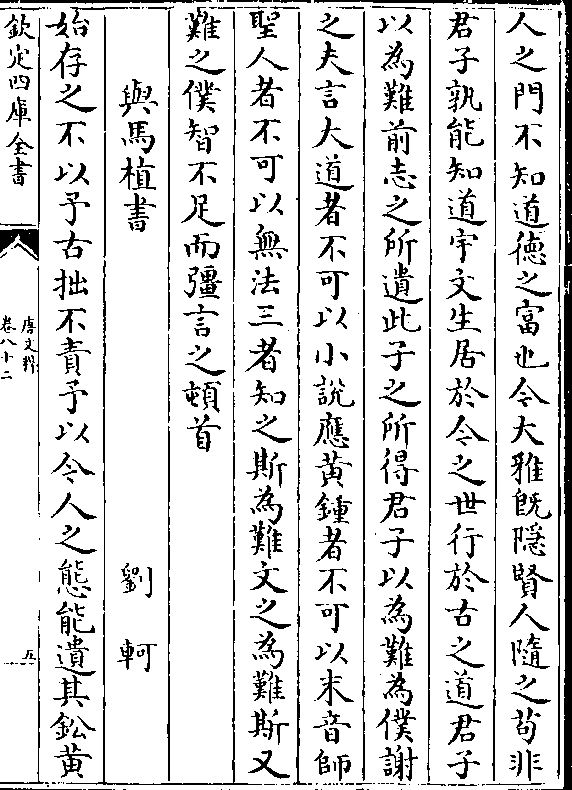 人之門不知道德之富也今大雅既隱賢人隨之苟非
君子孰能知道宇文生居於今之世行於古之道君子
以為難前志之所遺此子之所得君子以為難為僕謝
之夫言大道者不可以小說應黃鍾者不可以末音師
聖人者不可以無法三者知之斯為難文之為難斯又
難之僕智不足而彊言之頓首
與馬植書 劉軻
始存之不以予古拙不責予以今人之態能遺其鉛黃
欽定四庫全書
唐文粹
卷八十二
五